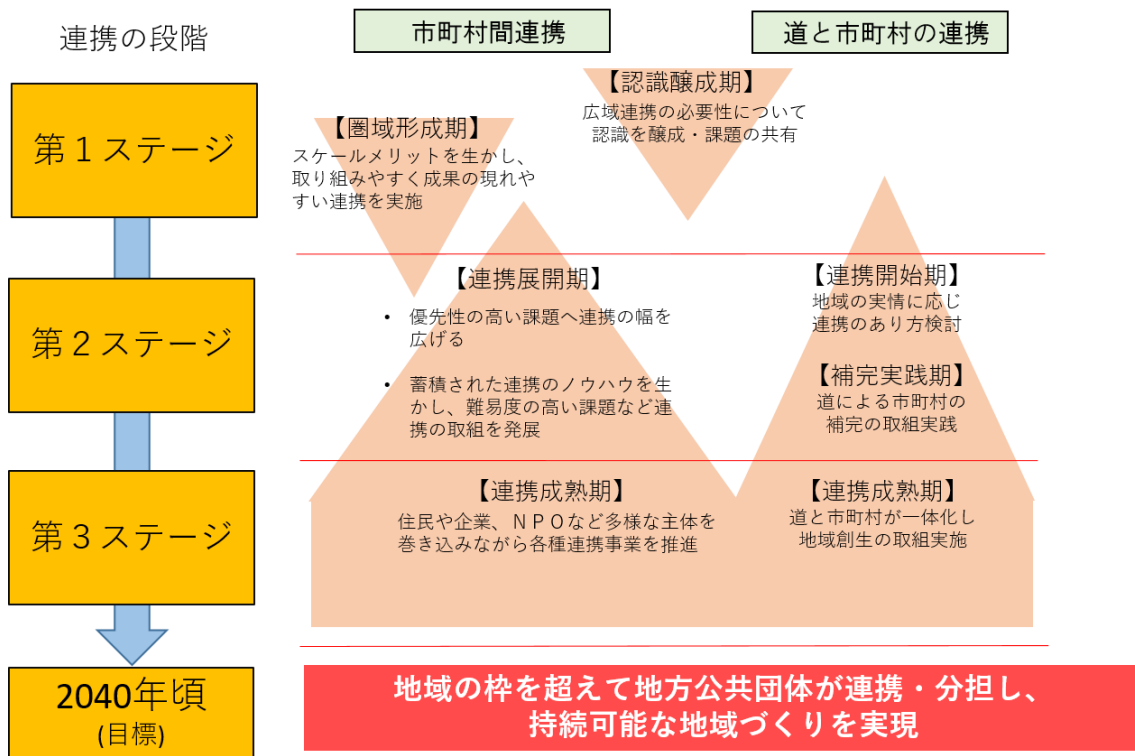 連携の段階
市町村間連携
道と市町村の連携
第１ステージ
【認識醸成期】
広域連携の必要性について
認識を醸成・課題の共有
【圏域形成期】
スケールメリットを生かし、
取り組みやすく成果の現れや
すい連携を実施
第２ステージ
【連携展開期】
• 優先性の高い課題へ連携の幅を
広げる
• 蓄積された連携のノウハウを生
かし、難易度の高い課題など連
携の取組を発展
【連携開始期】
地域の実情に応じ
連携のあり方検討
【補完実践期】
道による市町村の
補完の取組実践
第３ステージ
【連携成熟期】
住民や企業、ＮＰＯなど多様な主体を
巻き込みながら各種連携事業を推進
【連携成熟期】
道と市町村が一体化し
地域創生の取組実施
2040年頃
(目標)
地域の枠を超えて地方公共団体が連携・分担し、
持続可能な地域づくりを実現